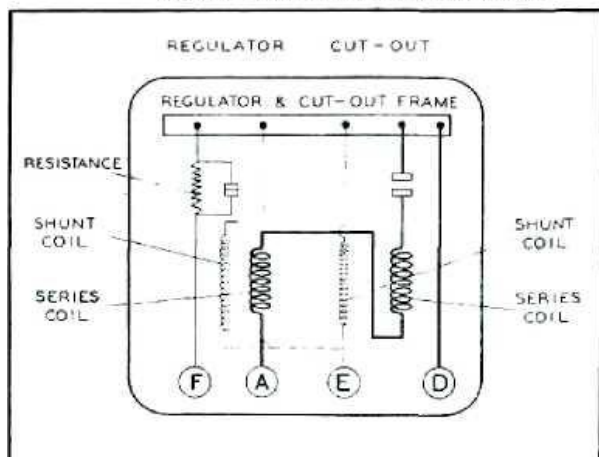 REGULATOR CUT-OUT
REGULATOR & CUT-OUT FRAME
RESISTANCE
SHUNT
COIL
SERIES
COIL
SHUNT
COIL
SERIES
COIL
F A E D